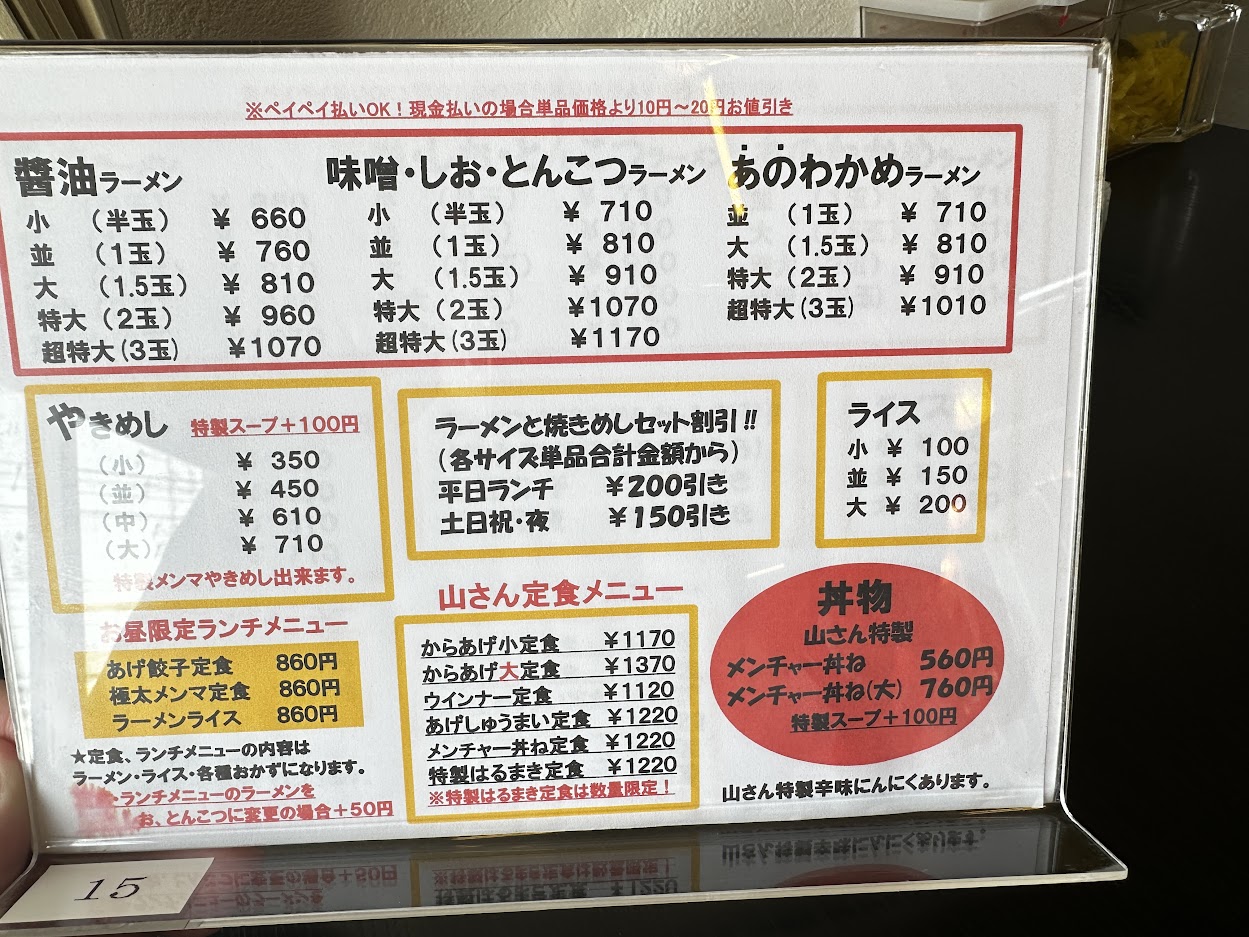 ※ペイペイ払いOK！現金払いの場合単品価格より10円～20円お値引き
醬油ラーメン
小 （半玉） ￥ 660
並 （1玉） ￥ 760
大 （1.5玉） ￥ 810
特大（2玉） ￥ 960
超特大(3玉) ￥1070
味噌・しお・とんこつラーメン
小 （半玉） ￥ 710
並 （1玉） ￥ 810
大 （1.5玉） ￥ 910
特大（2玉） ￥1070
超特大(3玉) ￥1170
あのわかめラーメン
並 （1玉） ￥ 710
大 （1.5玉） ￥ 810
特大（2玉） ￥ 910
超特大(3玉) ￥1010
やきめし 特製スープ＋100円
（小） ￥ 350
（並） ￥ 450
（中） ￥ 610
（大） ￥ 710
特製メンマやきめし出来ます。
ラーメンと焼きめしセット割引！！
（各サイズ単品合計金額から）
平日ランチ ￥200引き
土日祝・夜 ￥150引き
ライス
小 ￥ 100
並 ￥ 150
大 ￥ 200
お昼限定ランチメニュー
あげ餃子定食 860円
極太メンマ定食 860円
ラーメンライス 860円
★定食、ランチメニューの内容は
ラーメン・ライス・各種おかずになります。
ランチメニューのラーメンを
お、とんこつに変更の場合＋50円
山さん定食メニュー
からあげ小定食 ￥1170
からあげ大定食 ￥1370
ウインナー定食 ￥1120
あげしゅうまい定食 ￥1220
メンチャー丼ね定食 ￥1220
特製はるまき定食 ￥1220
※特製はるまき定食は数量限定！
丼物
山さん特製
メンチャー丼ね 560円
メンチャー丼ね(大) 760円
特製スープ＋100円
山さん特製辛味にんにくあります。
15